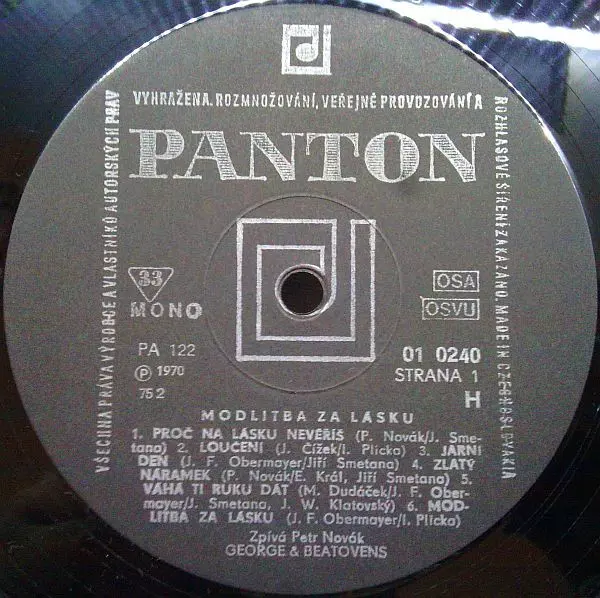 VYHRAŽENA. ROZMNOŽOVÁNÍ, VEŘEJNÉ PROVOZOVÁNÍ A
ROZHLASOVÉ ŠÍŘENÍ ZAKÁZÁNO. MADE IN CZECHOSLOVAKIA
VŠECHNA PRÁVA VÝROBCE A VLASTNÍKŮ AUTORSKÝCH PRÁV
PANTON
33
MONO
OSA
OSVU
PA 122
℗ 1970
75 2
01 0240
STRANA 1
H
MODLITBA ZA LÁSKU
1. PROČ NA LÁSKU NEVĚŘÍŠ (P. Novák/J. Sme-
tana) 2. LOUČENÍ (J. Čížek/I. Plicka) 3. JARNÍ
DEN (J. F. Obermayer/Jiří Smetana) 4. ZLATÝ
NÁRAMEK (P. Novák/E. Král, Jiří Smetana) 5.
VÁHÁ TI RUKU DÁT (M. Dudáček/J. F. Ober-
mayer/J. Smetana, J. W. Klatovský) 6. MOD-
LITBA ZA LÁSKU (J. F. Obermayer/I. Plicka)
Zpívá Petr Novák
GEORGE & BEATOVENS